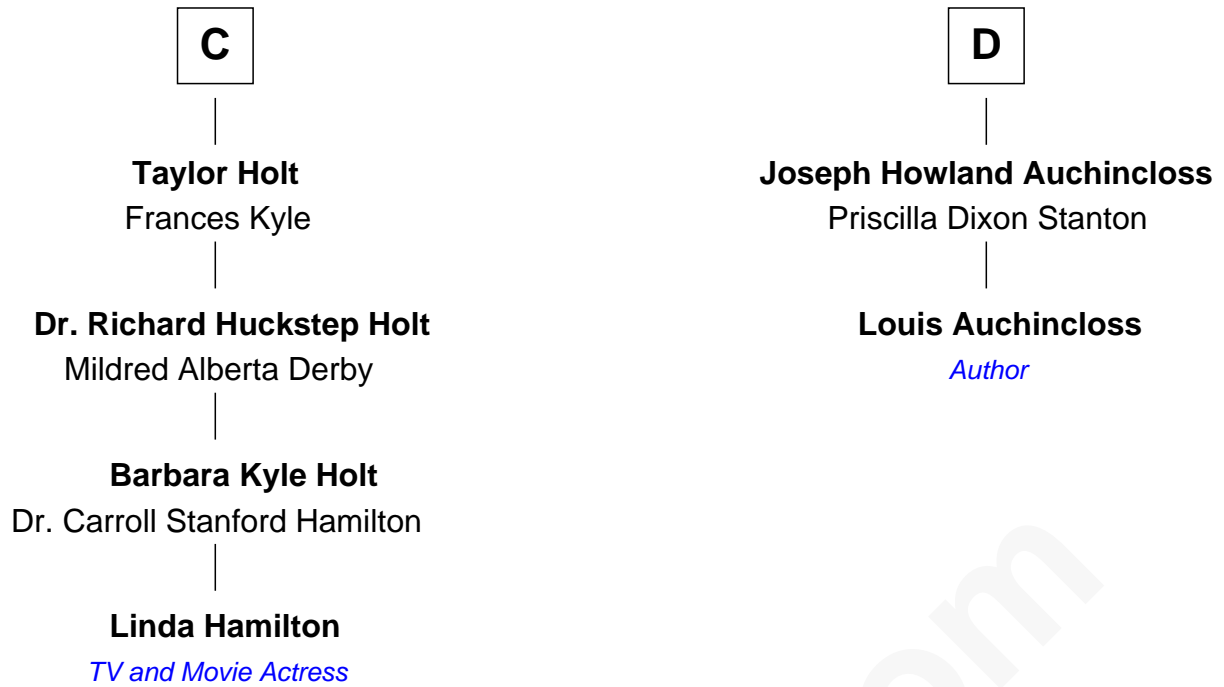 C
Taylor Holt
Frances Kyle
Dr. Richard Huckstep Holt
Mildred Alberta Derby
Barbara Kyle Holt
Dr. Carroll Stanford Hamilton
Linda Hamilton
TV and Movie Actress
D
Joseph Howland Auchincloss
Priscilla Dixon Stanton
Louis Auchincloss
Author
om